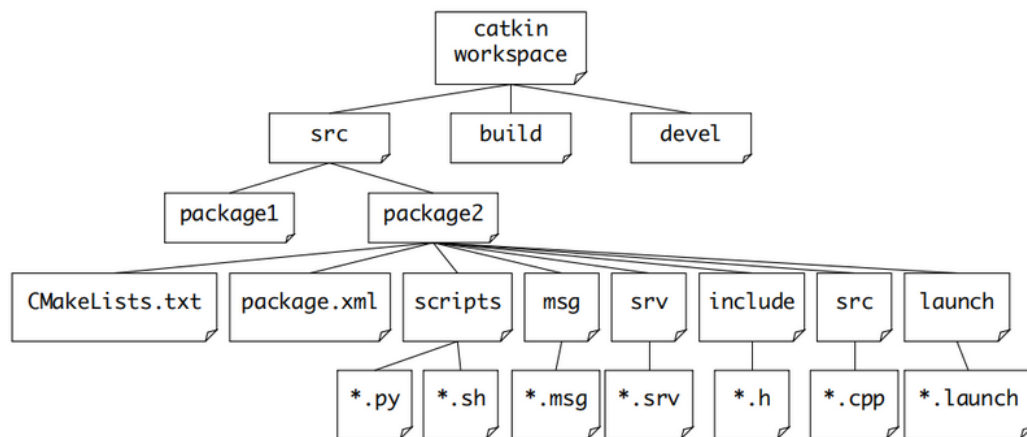 catkin
workspace
src
build
devel
package1
package2
CMakeLists.txt
package.xml
scripts
msg
srv
include
src
launch
*.py
*.sh
*.msg
*.srv
*.h
*.cpp
*.launch